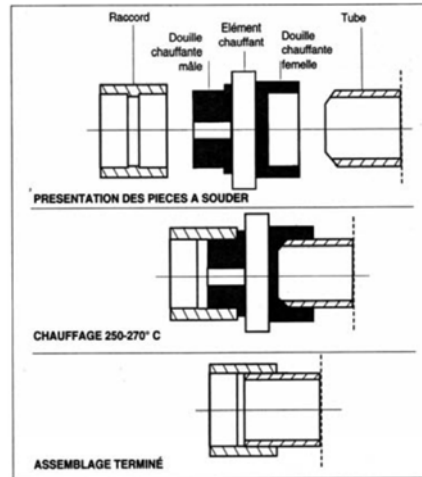 Raccord
Douille
chauffante
mâle
Elément
chauffant
Douille
chauffante
femelle
Tube
PRESENTATION DES PIECES A SOUDER
CHAUFFAGE 250-270° C
ASSEMBLAGE TERMINÉ